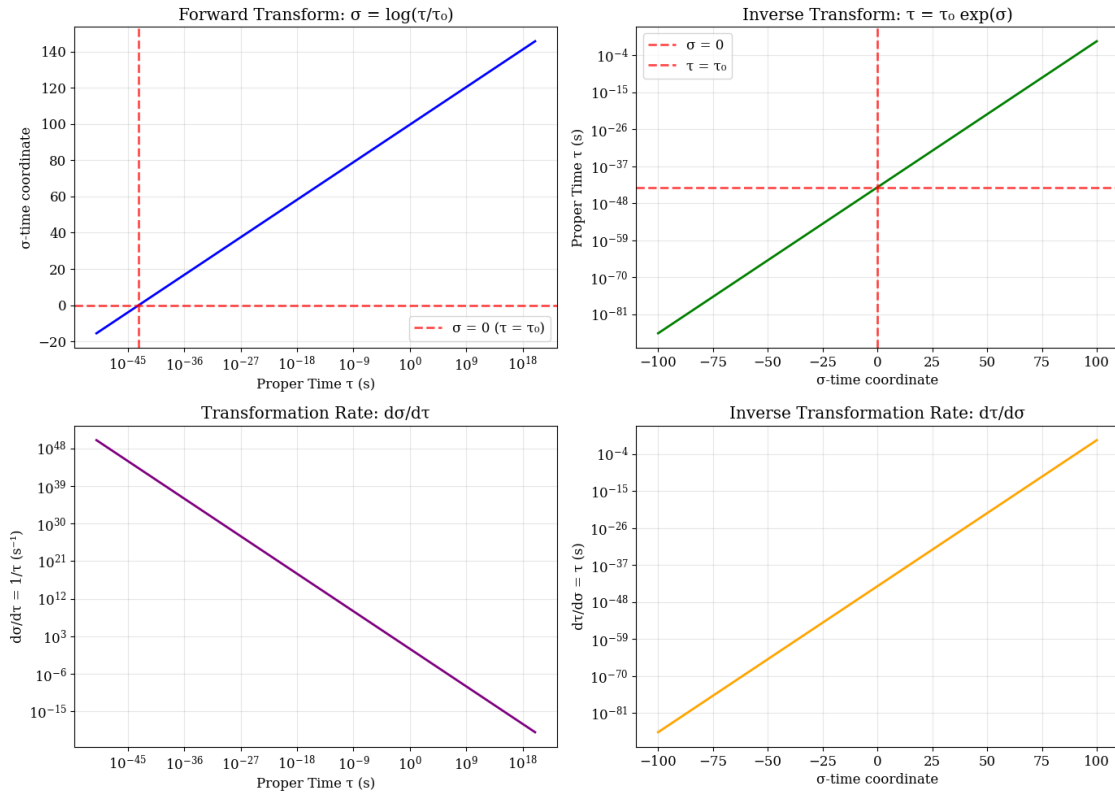 Forward Transform: σ = log(τ/τ₀)
σ-time coordinate
140
120
100
80
60
40
20
0
−20
σ = 0 (τ = τ₀)
10⁻⁴⁵ 10⁻³⁶ 10⁻²⁷ 10⁻¹⁸ 10⁻⁹ 10⁰ 10⁹ 10¹⁸
Proper Time τ (s)
Inverse Transform: τ = τ₀ exp(σ)
σ = 0
τ = τ₀
Proper Time τ (s)
10⁻⁴
10⁻¹⁵
10⁻²⁶
10⁻³⁷
10⁻⁴⁸
10⁻⁵⁹
10⁻⁷⁰
10⁻⁸¹
−100 −75 −50 −25 0 25 50 75 100
σ-time coordinate
Transformation Rate: dσ/dτ
dσ/dτ = 1/τ (s⁻¹)
10⁴⁸
10³⁹
10³⁰
10²¹
10¹²
10³
10⁻⁶
10⁻¹⁵
10⁻⁴⁵ 10⁻³⁶ 10⁻²⁷ 10⁻¹⁸ 10⁻⁹ 10⁰ 10⁹ 10¹⁸
Proper Time τ (s)
Inverse Transformation Rate: dτ/dσ
dτ/dσ = τ (s)
10⁻⁴
10⁻¹⁵
10⁻²⁶
10⁻³⁷
10⁻⁴⁸
10⁻⁵⁹
10⁻⁷⁰
10⁻⁸¹
−100 −75 −50 −25 0 25 50 75 100
σ-time coordinate